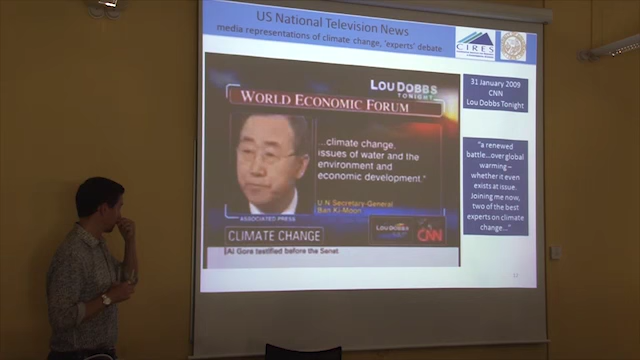 US National Television News
media representations of climate change, 'experts' debate
CIRES
LOU DOBBS
TONIGHT
WORLD ECONOMIC FORUM
...climate change,
issues of water and the
environment and
economic development."
U.N Secretary-General
Ban Ki-Moon
ASSOCIATED PRESS
CLIMATE CHANGE
LOU DOBBS
CNN
(Al Gore testified before the Senat
31 January 2009
CNN
Lou Dobbs Tonight
"a renewed
battle...over global
warming –
whether it even
exists at issue.
Joining me now,
two of the best
experts on climate
change..."